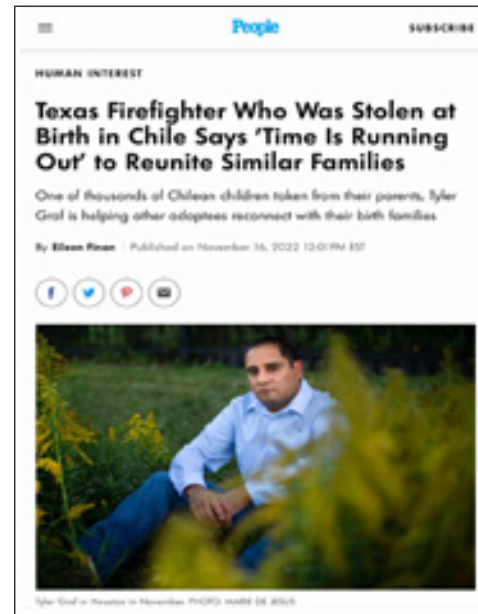 People
SUBSCRIBE
HUMAN INTEREST
Texas Firefighter Who Was Stolen at
Birth in Chile Says ‘Time Is Running
Out’ to Reunite Similar Families
One of thousands of Chilean children taken from their parents, Tyler
Graf is helping other adoptees reconnect with their birth families
By Eileen Finan | Published on November 16, 2022 12:01 PM EST
Tyler Graf in Houston in November. PHOTO: MARIE DE JESUS